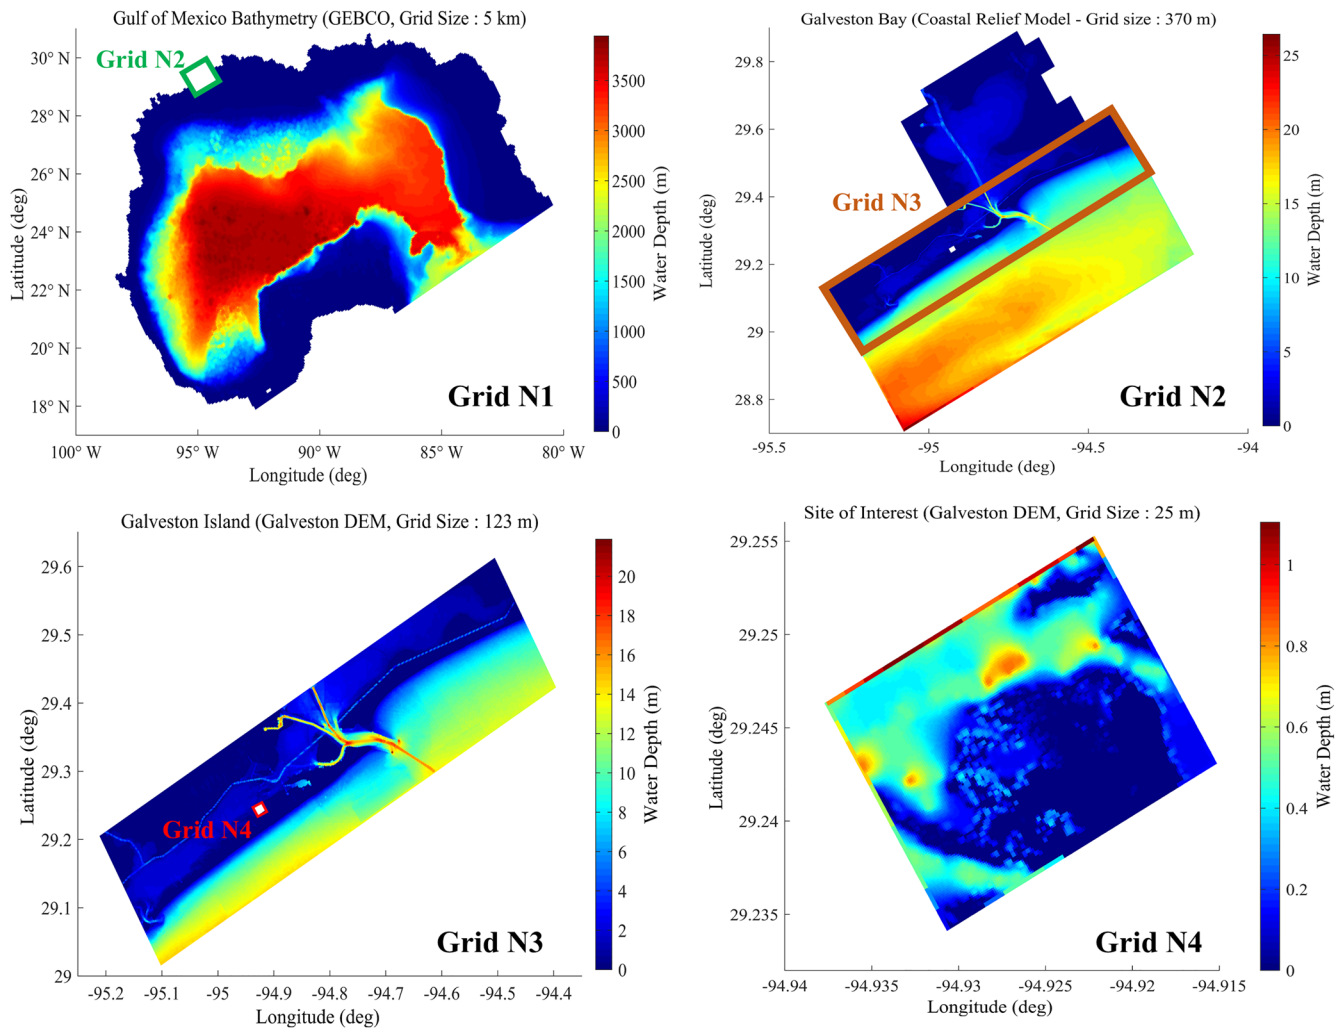 Gulf of Mexico Bathymetry (GEBCO, Grid Size : 5 km)
Grid N2
30° N
28° N
26° N
24° N
22° N
20° N
18° N
Latitude (deg)
100° W
95° W
90° W
85° W
80° W
Longitude (deg)
Grid N1
3500
3000
2500
2000
1500
1000
500
0
Water Depth (m)
Galveston Bay (Coastal Relief Model - Grid size : 370 m)
29.8
29.6
29.4
29.2
29
28.8
Latitude (deg)
Grid N3
-95.5
-95
-94.5
-94
Longitude (deg)
Grid N2
25
20
15
10
5
0
Water Depth (m)
Galveston Island (Galveston DEM, Grid Size : 123 m)
29.6
29.5
29.4
29.3
29.2
29.1
29
Latitude (deg)
Grid N4
-95.2
-95.1
-95
-94.9
-94.8
-94.7
-94.6
-94.5
-94.4
Longitude (deg)
Grid N3
20
18
16
14
12
10
8
6
4
2
0
Water Depth (m)
Site of Interest (Galveston DEM, Grid Size : 25 m)
29.255
29.25
29.245
29.24
29.235
Latitude (deg)
-94.94
-94.935
-94.93
-94.925
-94.92
-94.915
Longitude (deg)
Grid N4
1
0.8
0.6
0.4
0.2
0
Water Depth (m)